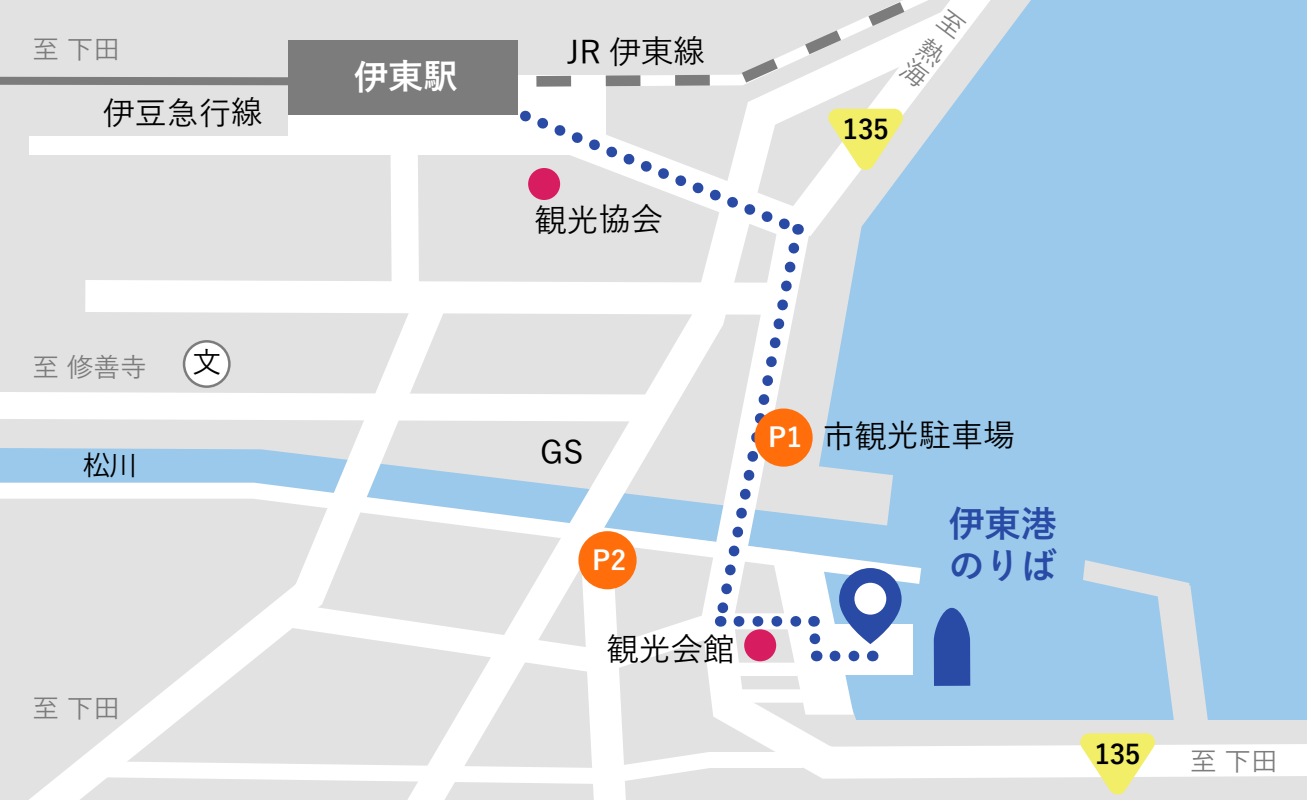 至 下田
伊東駅
JR 伊東線
至 熱海
伊豆急行線
135
観光協会
至 修善寺
文
P1
市観光駐車場
GS
松川
伊東港
のりば
P2
観光会館
至 下田
135
至 下田